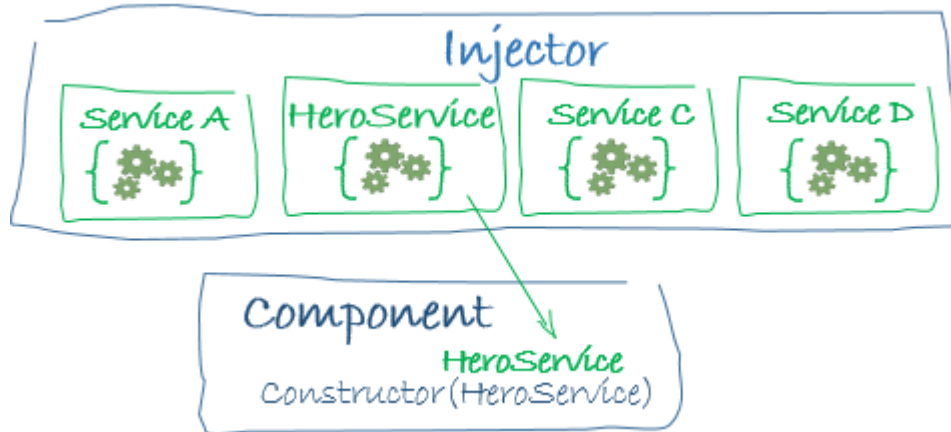 Injector
Service A
HeroService
Service C
Service D
Component
HeroService
Constructor(HeroService)